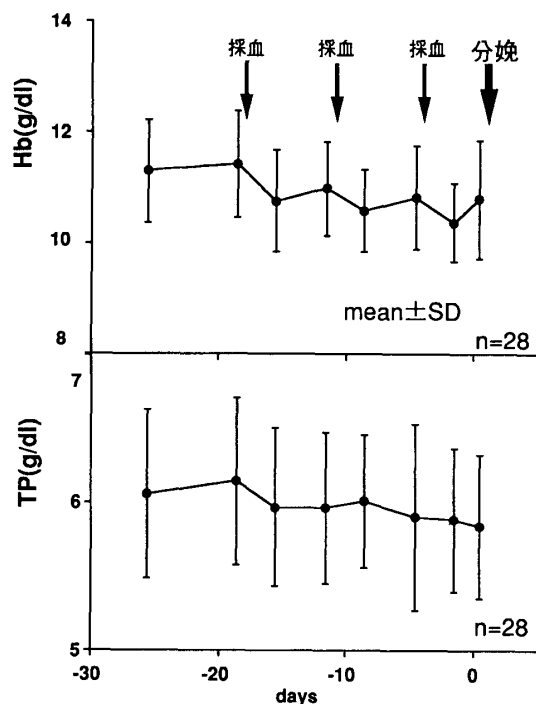 14
採血 採血 採血 分娩
Hb(g/dl)
12
10
mean±SD
8
n=28
7
TP(g/dl)
6
5
n=28
-30 -20 -10 0
days